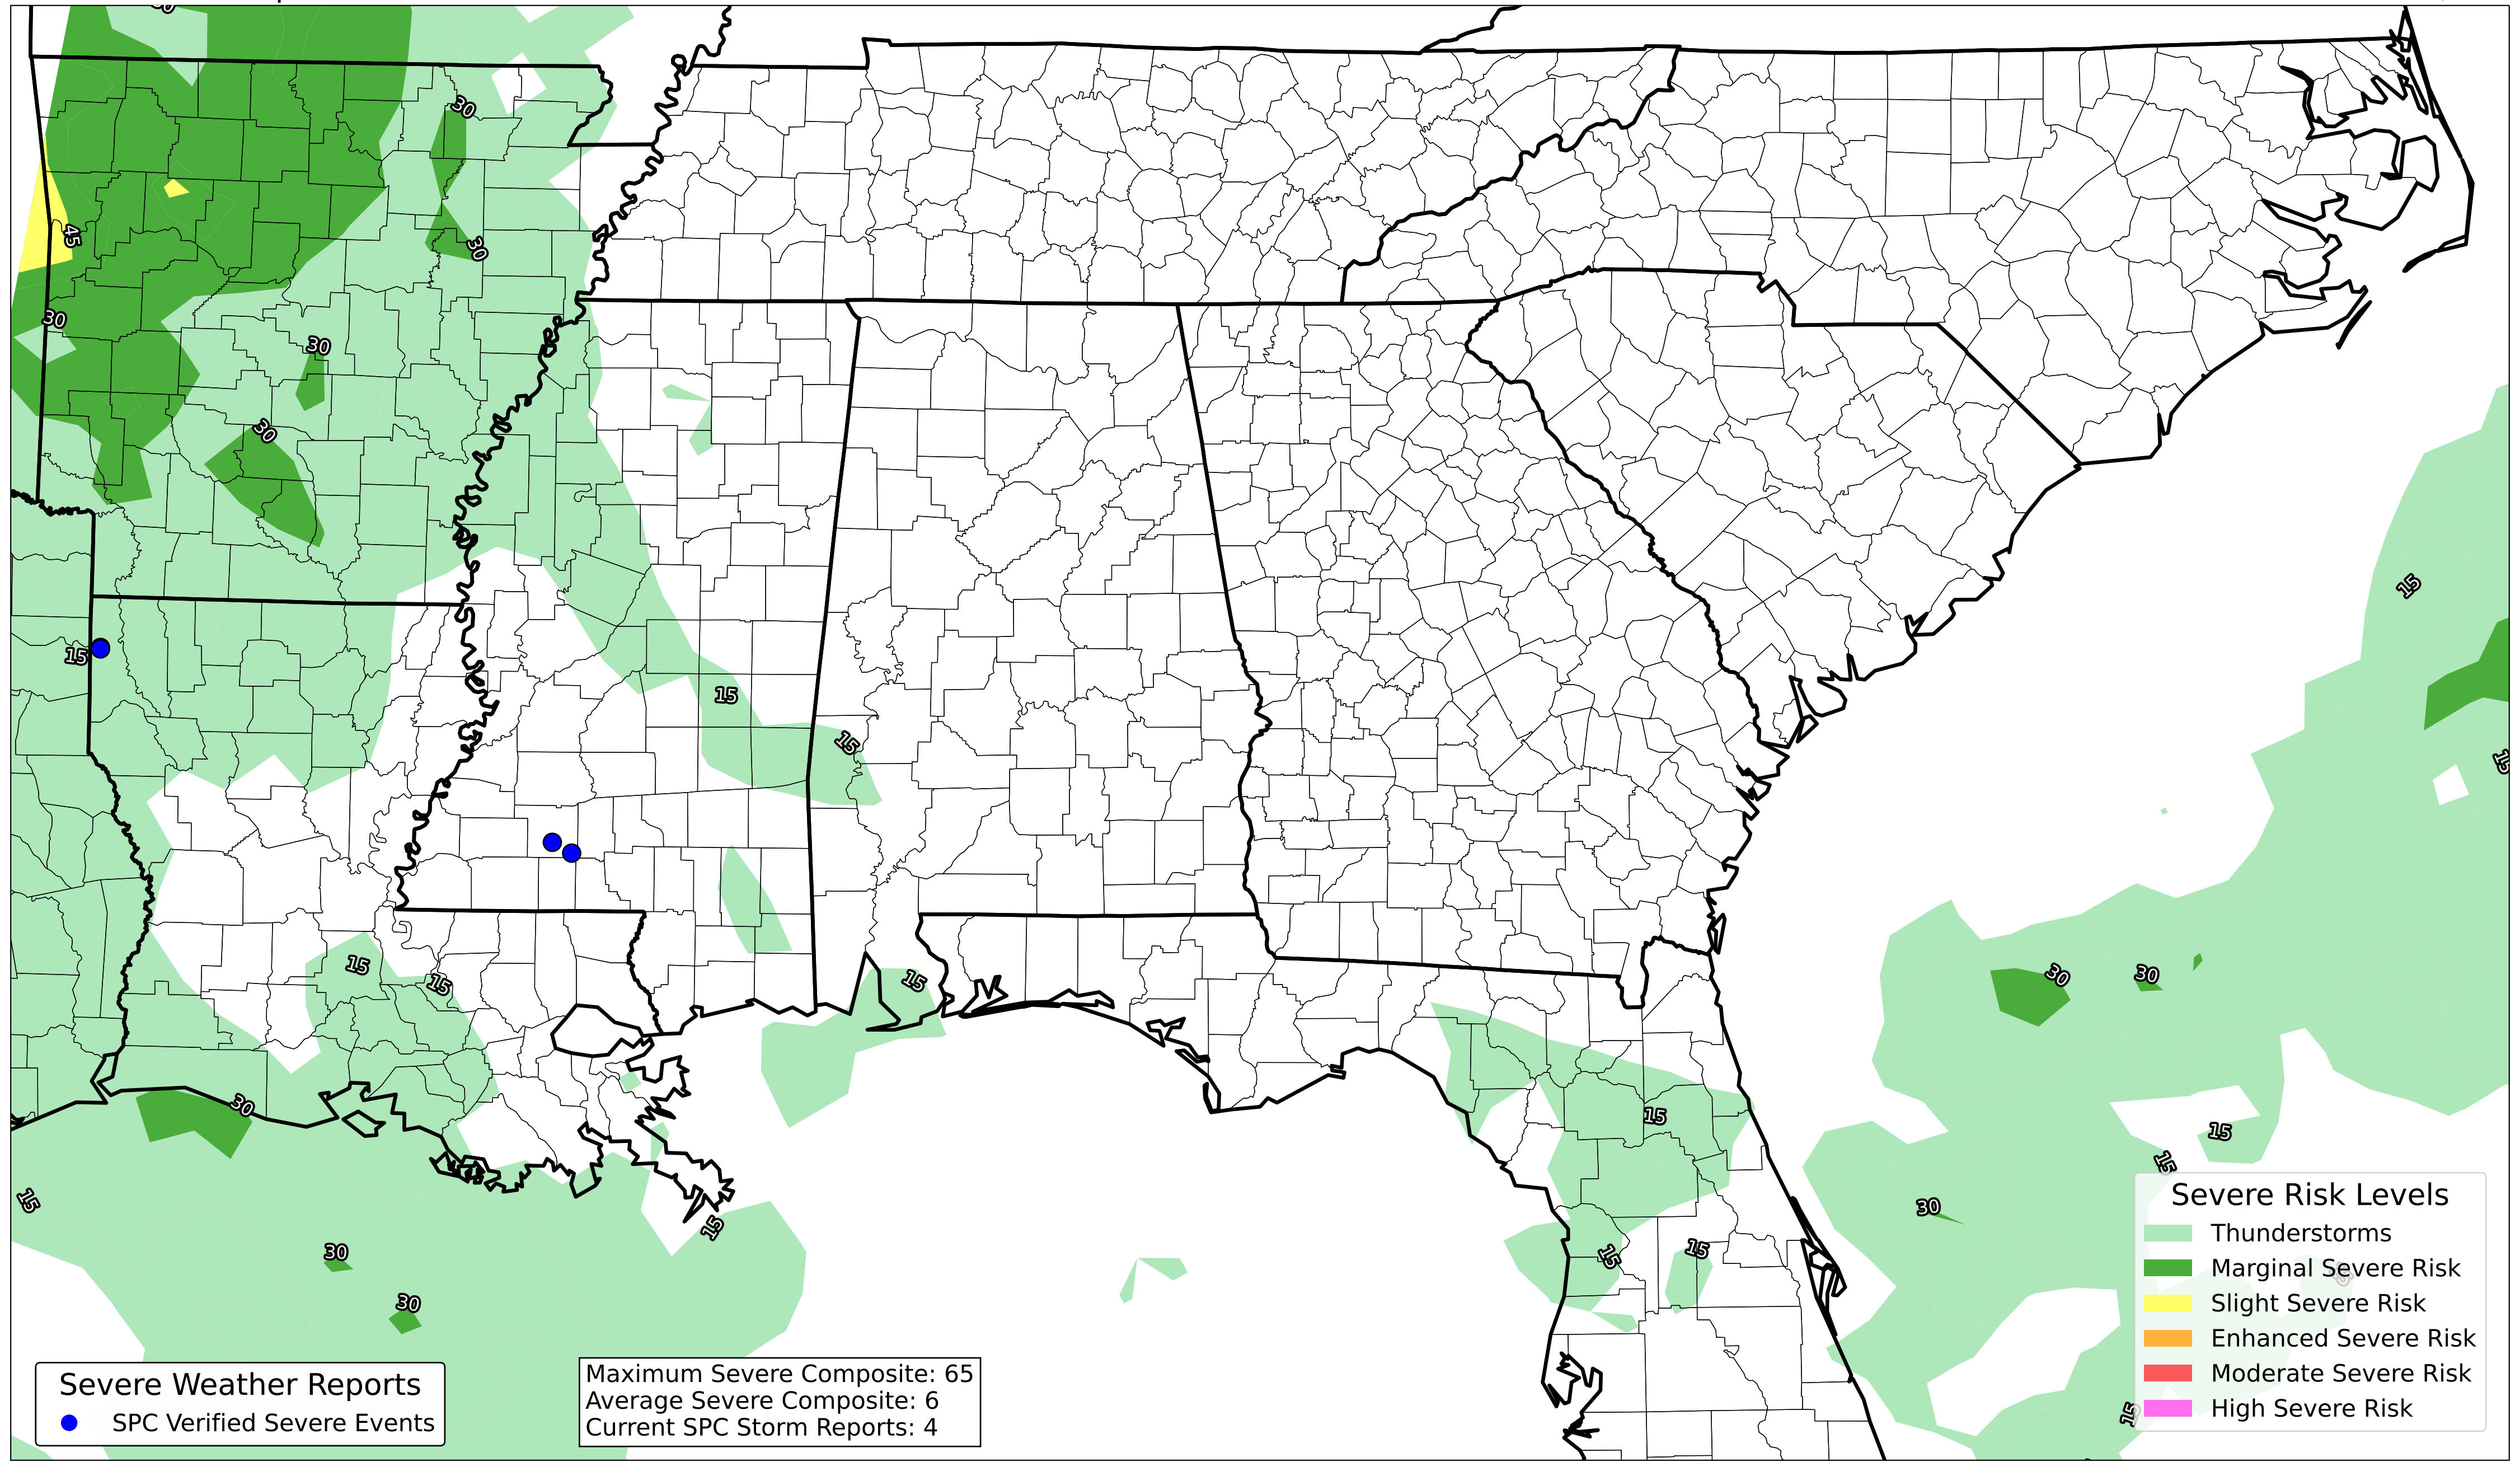 30
30
45
30
30
30
15
15
15
15
30
15
15
15
15
30
30
30
15
15
15
15
15
30
15
30
30
15
15
15
Severe Weather Reports
SPC Verified Severe Events
Maximum Severe Composite: 65
Average Severe Composite: 6
Current SPC Storm Reports: 4
Severe Risk Levels
Thunderstorms
Marginal Severe Risk
Slight Severe Risk
Enhanced Severe Risk
Moderate Severe Risk
High Severe Risk